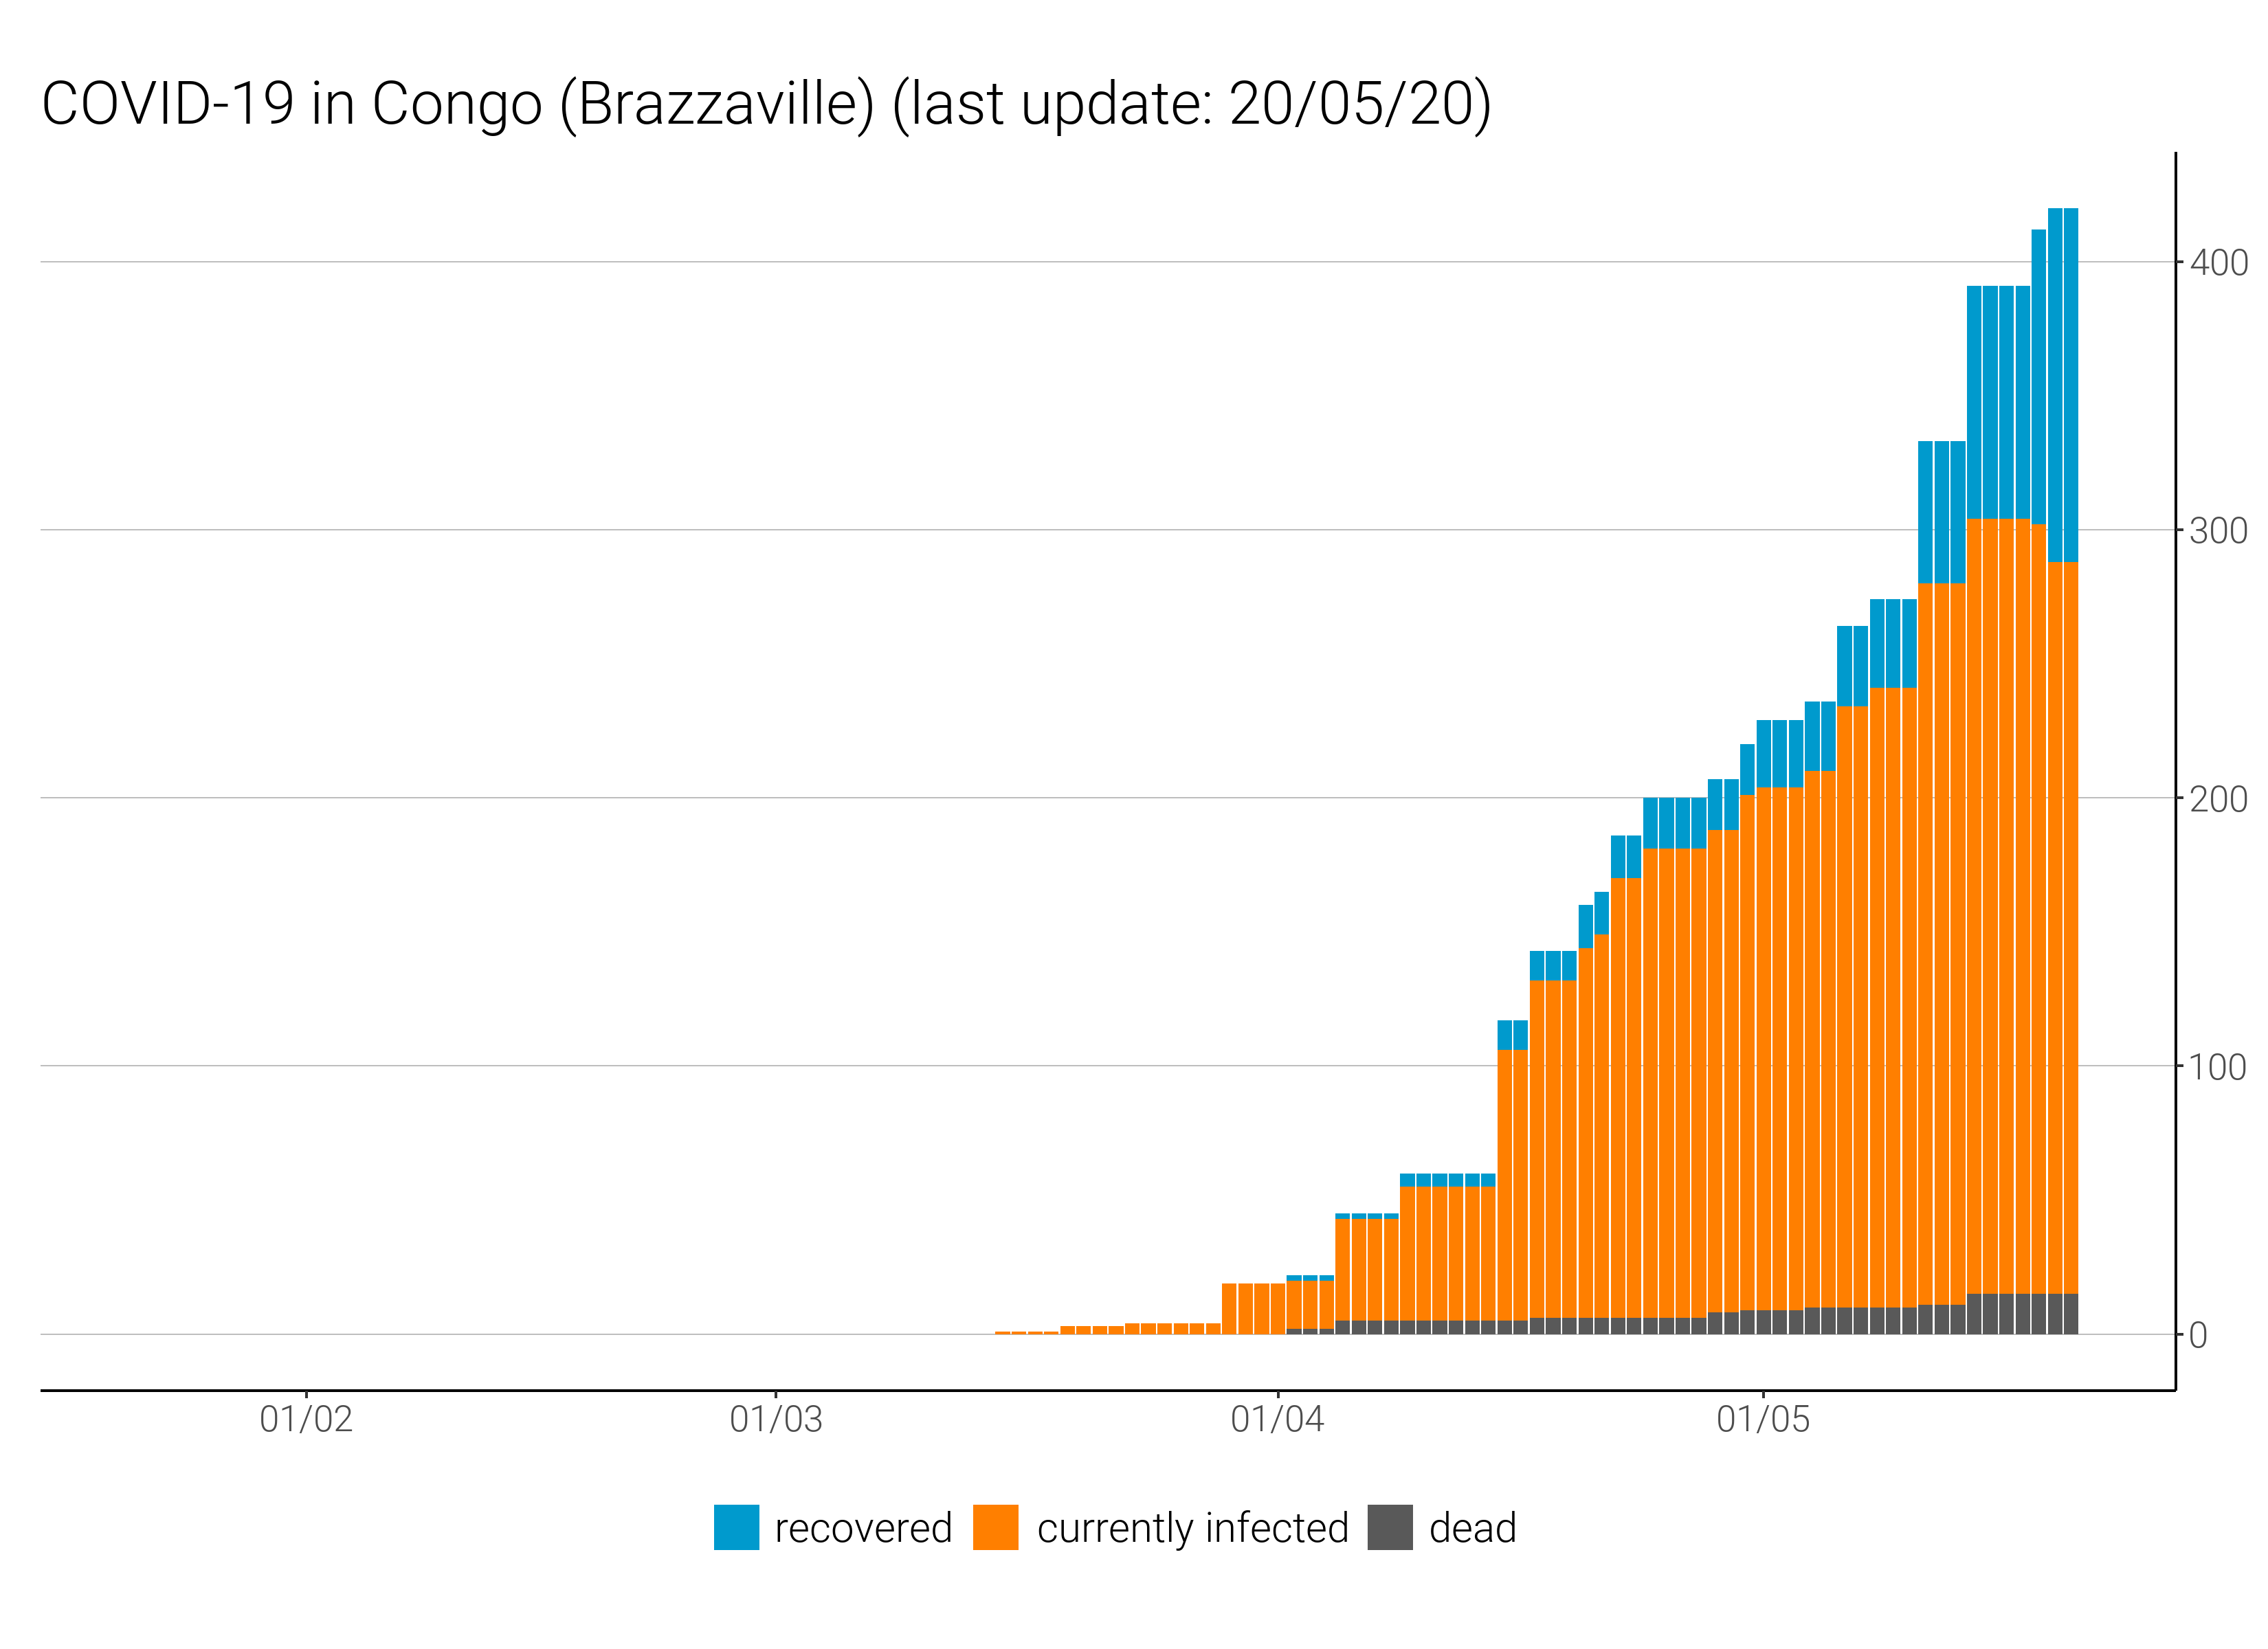 COVID-19 in Congo (Brazzaville) (last update: 20/05/20)
400
300
200
100
0
01/02 01/03 01/04 01/05
recovered currently infected dead